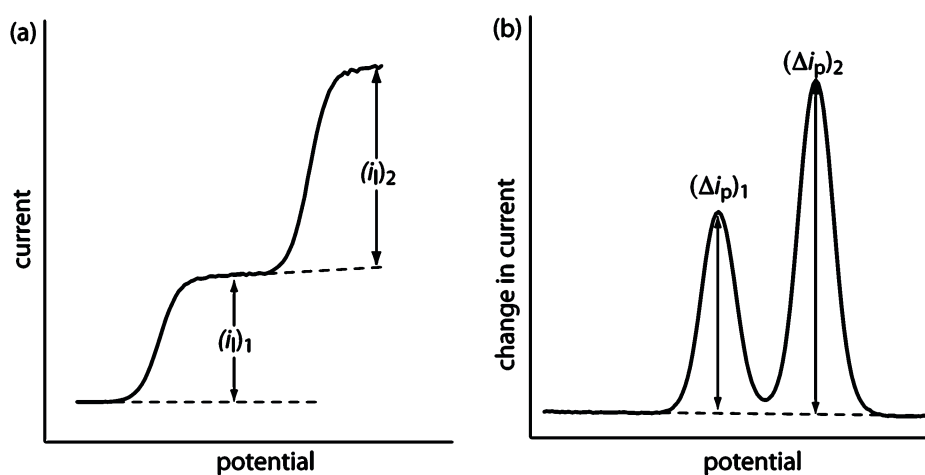 (a)
current
(iₗ)₁
(iₗ)₂
potential
(b)
change in current
(Δiₚ)₁
(Δiₚ)₂
potential